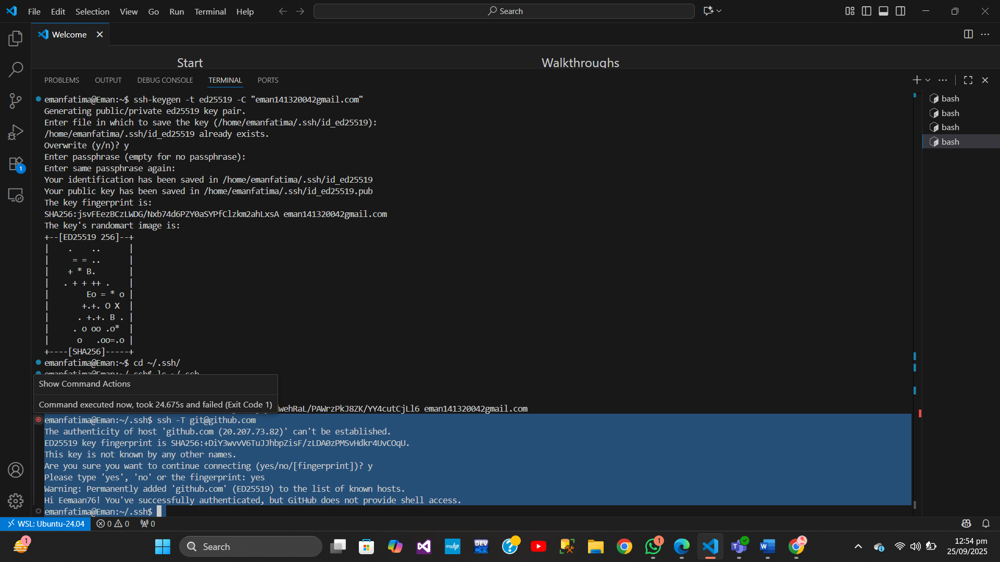 File Edit Selection View Go Run Terminal Help
Search
Welcome
Start
Walkthroughs
PROBLEMS OUTPUT DEBUG CONSOLE TERMINAL PORTS
emanfatima@Eman:~$ ssh-keygen -t ed25519 -C "eman141320042gmail.com"
Generating public/private ed25519 key pair.
Enter file in which to save the key (/home/emanfatima/.ssh/id_ed25519):
/home/emanfatima/.ssh/id_ed25519 already exists.
Overwrite (y/n)? y
Enter passphrase (empty for no passphrase):
Enter same passphrase again:
Your identification has been saved in /home/emanfatima/.ssh/id_ed25519
Your public key has been saved in /home/emanfatima/.ssh/id_ed25519.pub
The key fingerprint is:
SHA256:jsvFEezBCzLWDG/Nxb74d6PZY0aSYPfClzkm2ahLxsA eman141320042gmail.com
The key's randomart image is:
+--[ED25519 256]--+
|    .    ..      |
|     = = ..      |
|    + * B.       |
|   . + + ++ .    |
|        Eo = * o |
|       +.+. O X  |
|      . +.+. B . |
|     . o oo .o*  |
|      o   .oo=.o |
+----[SHA256]-----+
emanfatima@Eman:~$ cd ~/.ssh/
emanfatima@Eman:~/.ssh$ ls ~/.ssh
Show Command Actions
Command executed now, took 24.675s and failed (Exit Code 1)
wehRaL/PAWrzPkJ8ZK/YY4cutCjLl6 eman141320042gmail.com
emanfatima@Eman:~/.ssh$ ssh -T git@github.com
The authenticity of host 'github.com (20.207.73.82)' can't be established.
ED25519 key fingerprint is SHA256:+DiY3wvvV6TuJJhbpZisF/zLDA0zPMSvHdkr4UvCOqU.
This key is not known by any other names.
Are you sure you want to continue connecting (yes/no/[fingerprint])? y
Please type 'yes', 'no' or the fingerprint: yes
Warning: Permanently added 'github.com' (ED25519) to the list of known hosts.
Hi Eemaan76! You've successfully authenticated, but GitHub does not provide shell access.
emanfatima@Eman:~/.ssh$
bash
bash
bash
bash
1
WSL: Ubuntu-24.04 0 0 0
1
Search
myhp
DEV
1
12:54 pm
25/09/2025